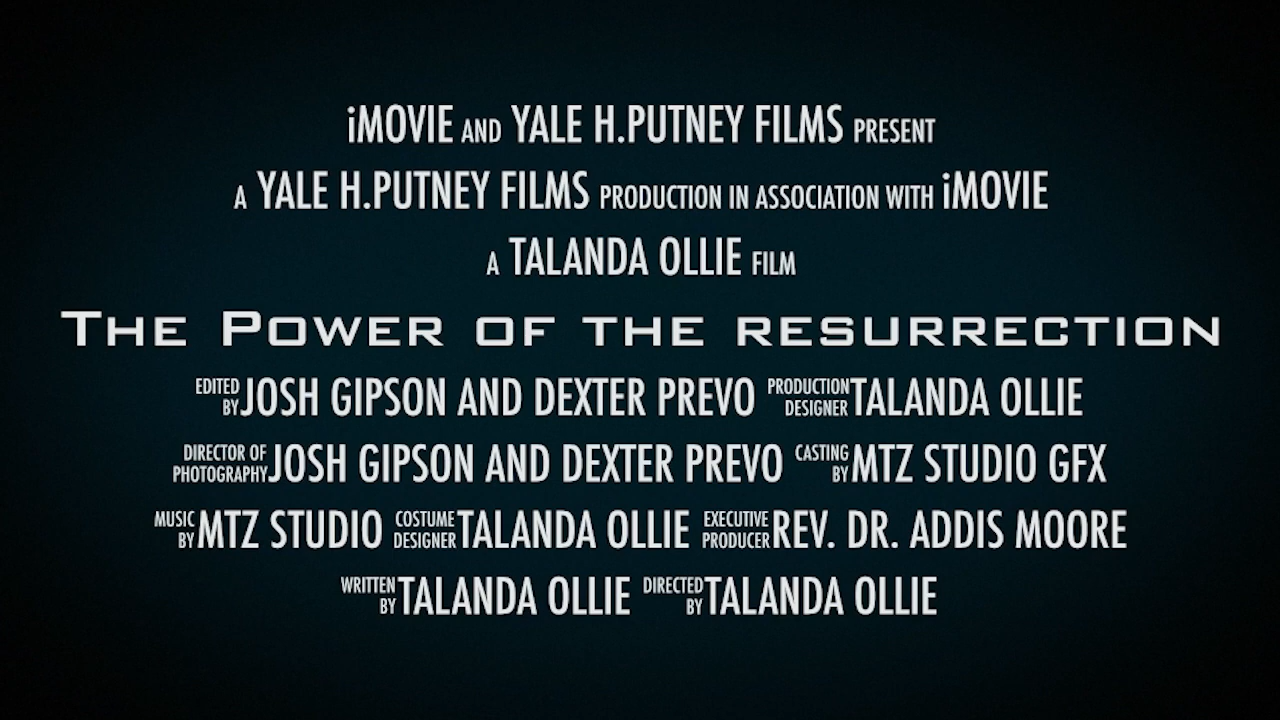 iMOVIE AND YALE H.PUTNEY FILMS PRESENT
A YALE H.PUTNEY FILMS PRODUCTION IN ASSOCIATION WITH iMOVIE
A TALANDA OLLIE FILM
THE POWER OF THE RESURRECTION
EDITED BY JOSH GIPSON AND DEXTER PREVO PRODUCTION DESIGNER TALANDA OLLIE
DIRECTOR OF PHOTOGRAPHY JOSH GIPSON AND DEXTER PREVO CASTING BY MTZ STUDIO GFX
MUSIC BY MTZ STUDIO COSTUME DESIGNER TALANDA OLLIE EXECUTIVE PRODUCER REV. DR. ADDIS MOORE
WRITTEN BY TALANDA OLLIE DIRECTED BY TALANDA OLLIE